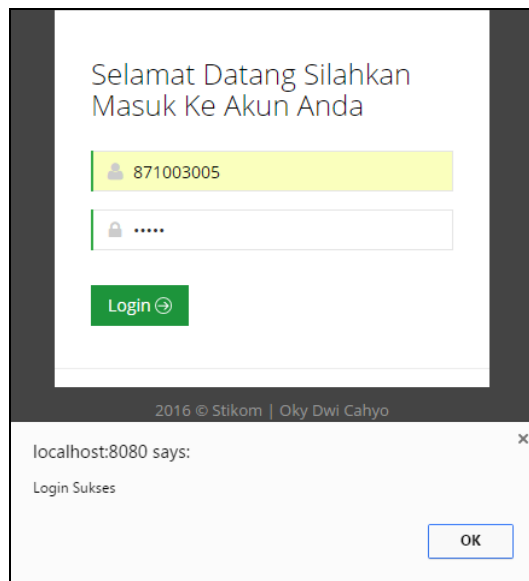 Selamat Datang Silahkan
Masuk Ke Akun Anda
871003005
•••••
Login
2016 © Stikom | Oky Dwi Cahyo
localhost:8080 says:
Login Sukses
OK